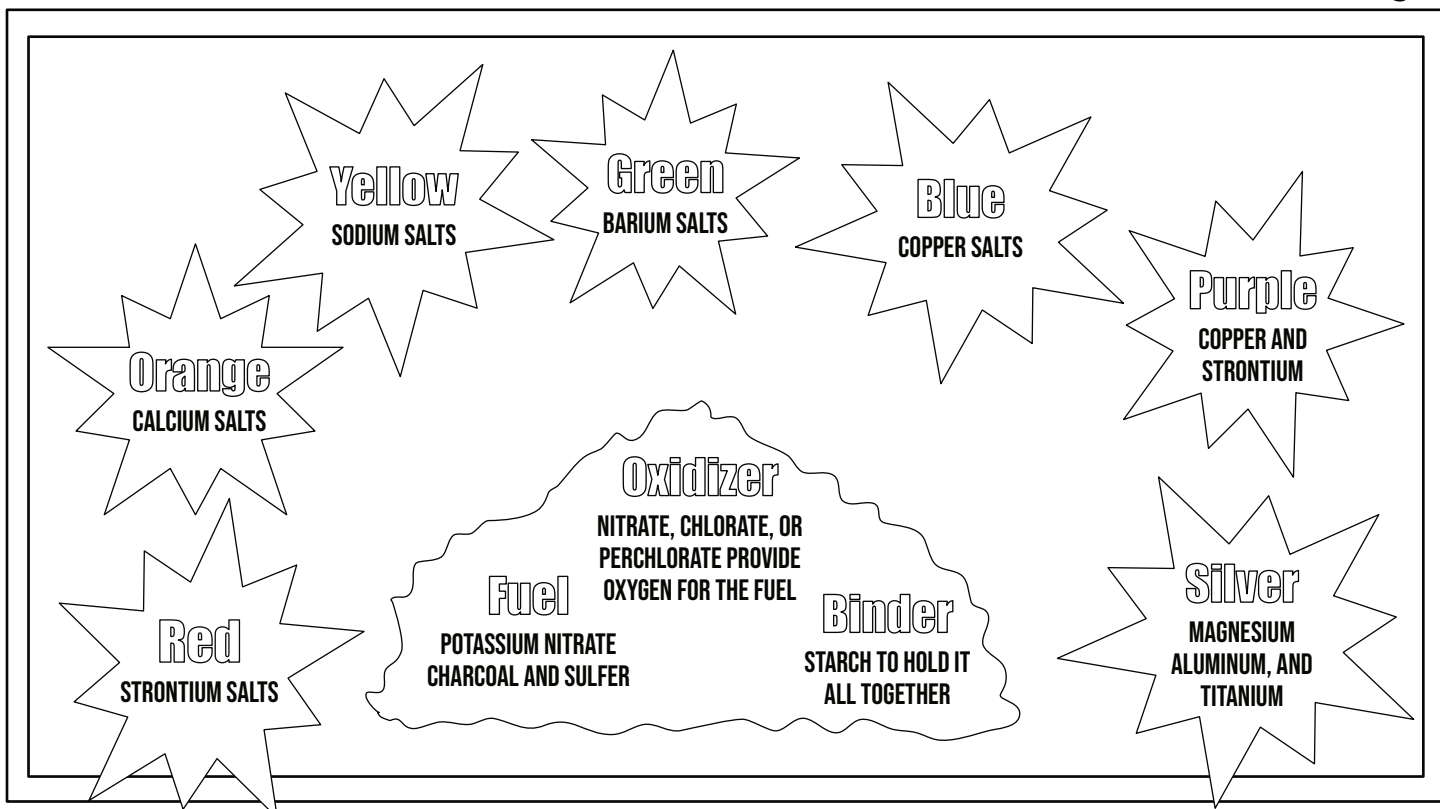 Yellow
SODIUM SALTS
Green
BARIUM SALTS
Blue
COPPER SALTS
Purple
COPPER AND
STRONTIUM
Orange
CALCIUM SALTS
Oxidizer
NITRATE, CHLORATE, OR
PERCHLORATE PROVIDE
OXYGEN FOR THE FUEL
Fuel
POTASSIUM NITRATE
CHARCOAL AND SULFER
Binder
STARCH TO HOLD IT
ALL TOGETHER
Red
STRONTIUM SALTS
Silver
MAGNESIUM
ALUMINUM, AND
TITANIUM